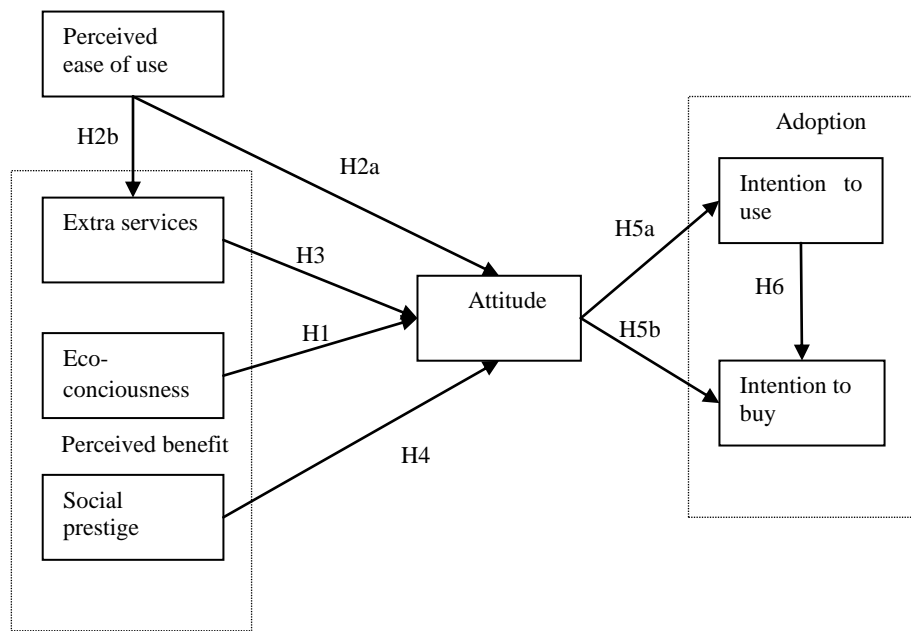 Perceived
ease of use
H2b
H2a
Adoption
Extra services
Intention to
use
H5a
H3
Attitude
H6
H1
H5b
Eco-
conciousness
Intention to
buy
Perceived benefit
H4
Social
prestige